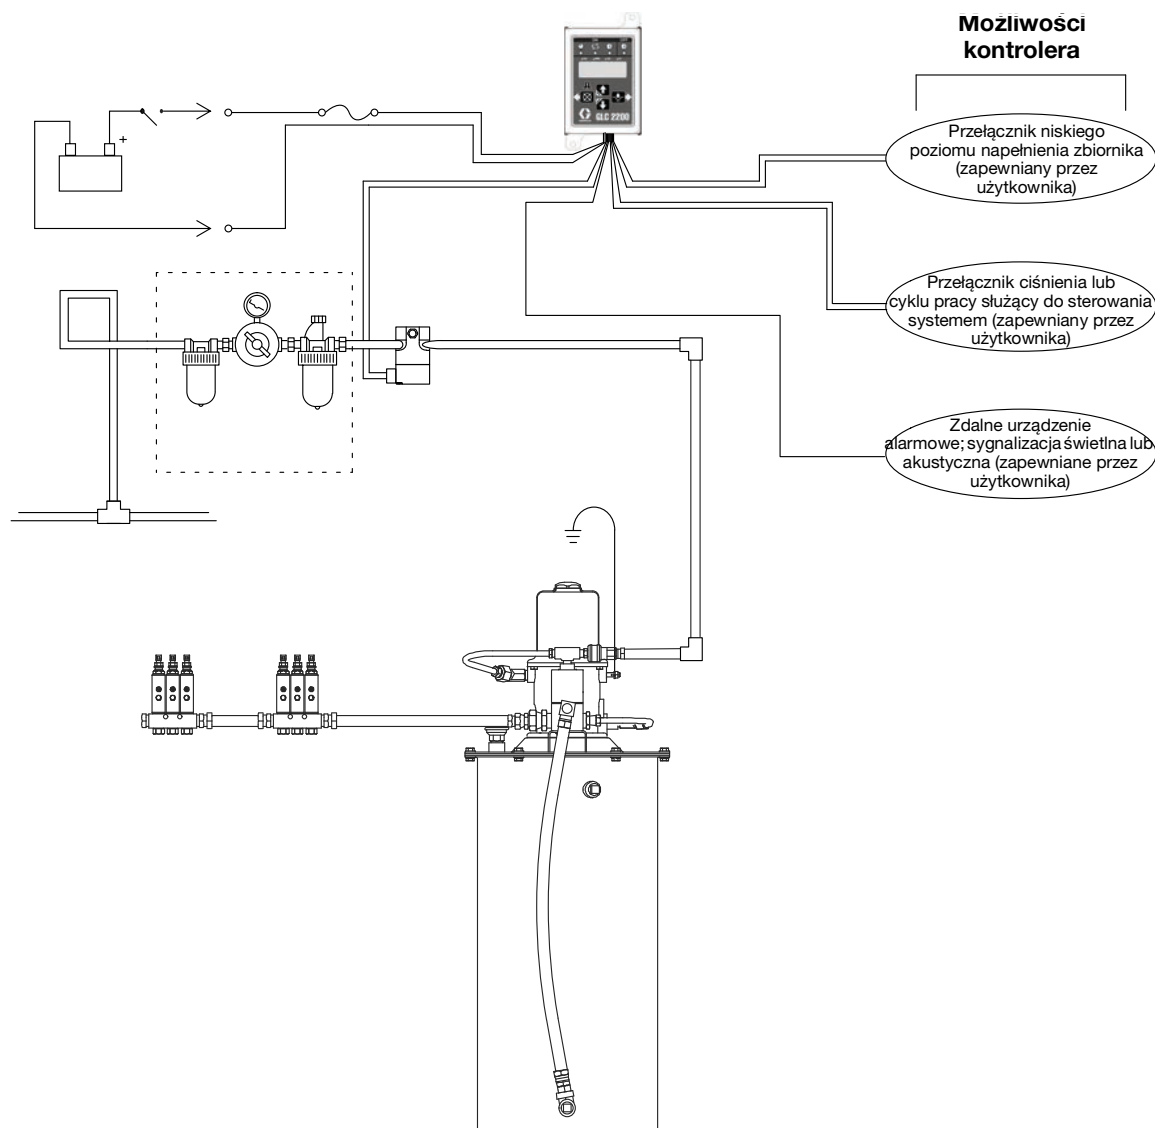 Możliwości
kontrolera
GLC 2200
+
Przełącznik niskiego
poziomu napełnienia zbiornika
(zapewniany przez
użytkownika)
Przełącznik ciśnienia lub
cyklu pracy służący do sterowania
systemem (zapewniany przez
użytkownika)
Zdalne urządzenie
alarmowe; sygnalizacja świetlna lub
akustyczna (zapewniane przez
użytkownika)